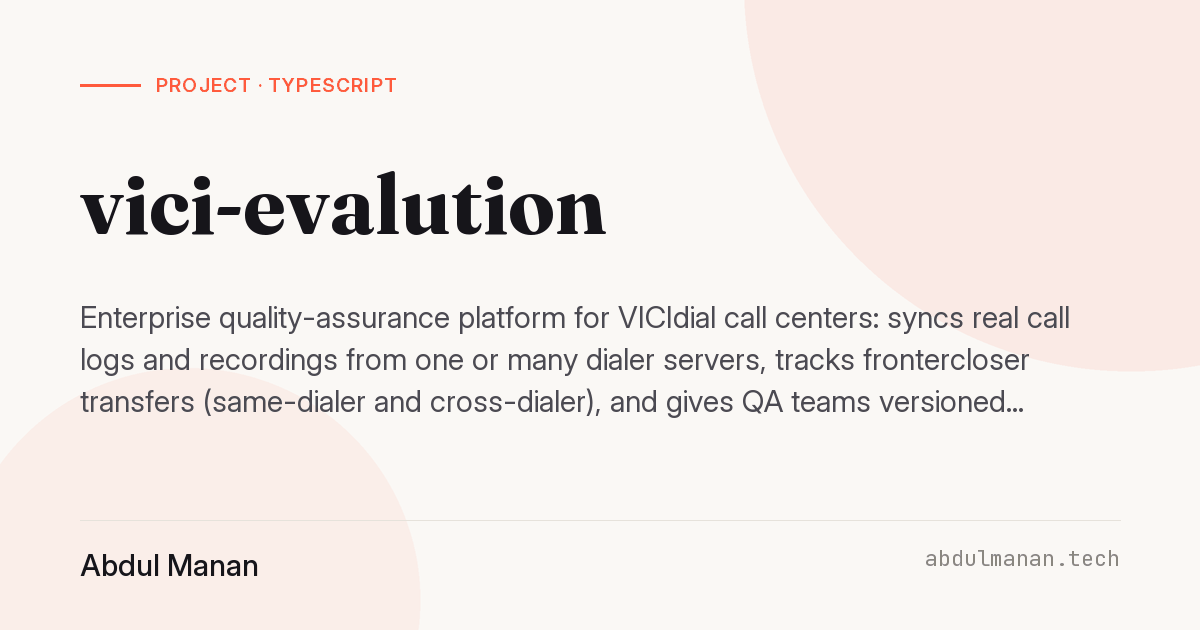 PROJECT · TYPESCRIPT
vici-evalution
Enterprise quality-assurance platform for VICIdial call centers: syncs real call
logs and recordings from one or many dialer servers, tracks frontercloser
transfers (same-dialer and cross-dialer), and gives QA teams versioned...
Abdul Manan
abdulmanan.tech